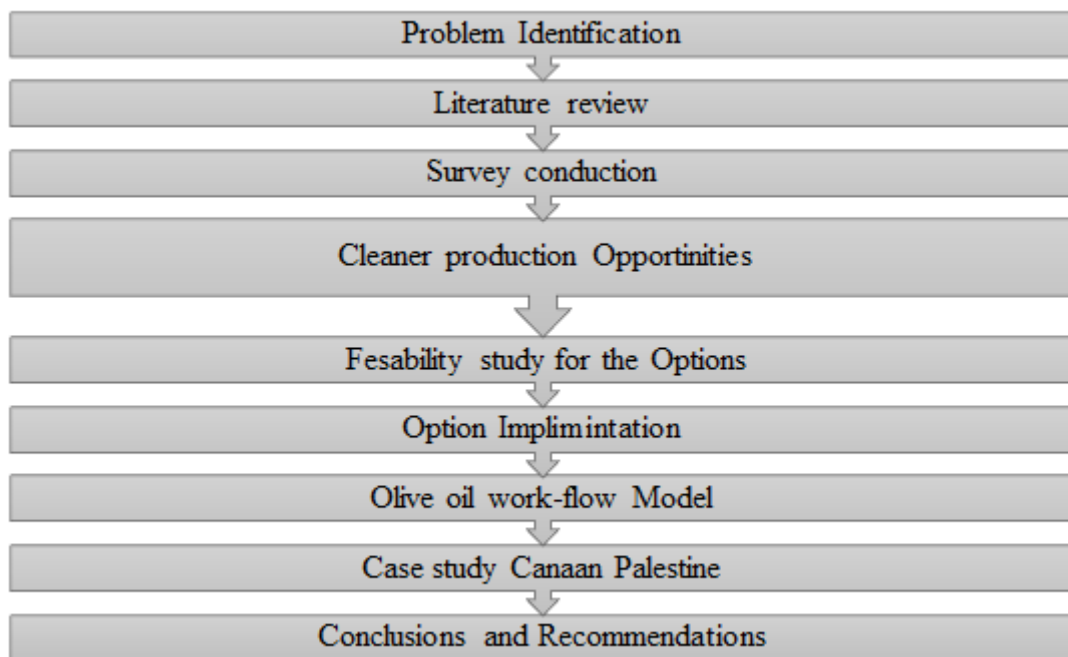 Problem Identification
Literature review
Survey conduction
Cleaner production Opportinities
Fesability study for the Options
Option Implimintation
Olive oil work-flow Model
Case study Canaan Palestine
Conclusions and Recommendations